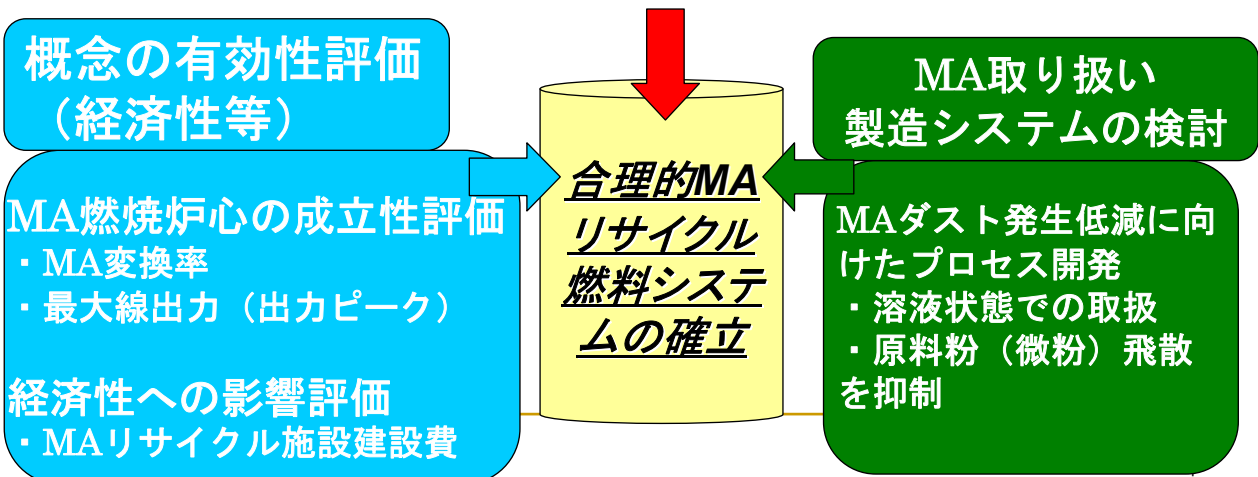 概念の有効性評価
（経済性等）
MA燃焼炉心の成立性評価
・MA変換率
・最大線出力（出力ピーク）
経済性への影響評価
・MAリサイクル施設建設費
合理的MA
リサイクル
燃料システ
ムの確立
MA取り扱い
製造システムの検討
MAダスト発生低減に向
けたプロセス開発
・溶液状態での取扱
・原料粉（微粉）飛散
を抑制